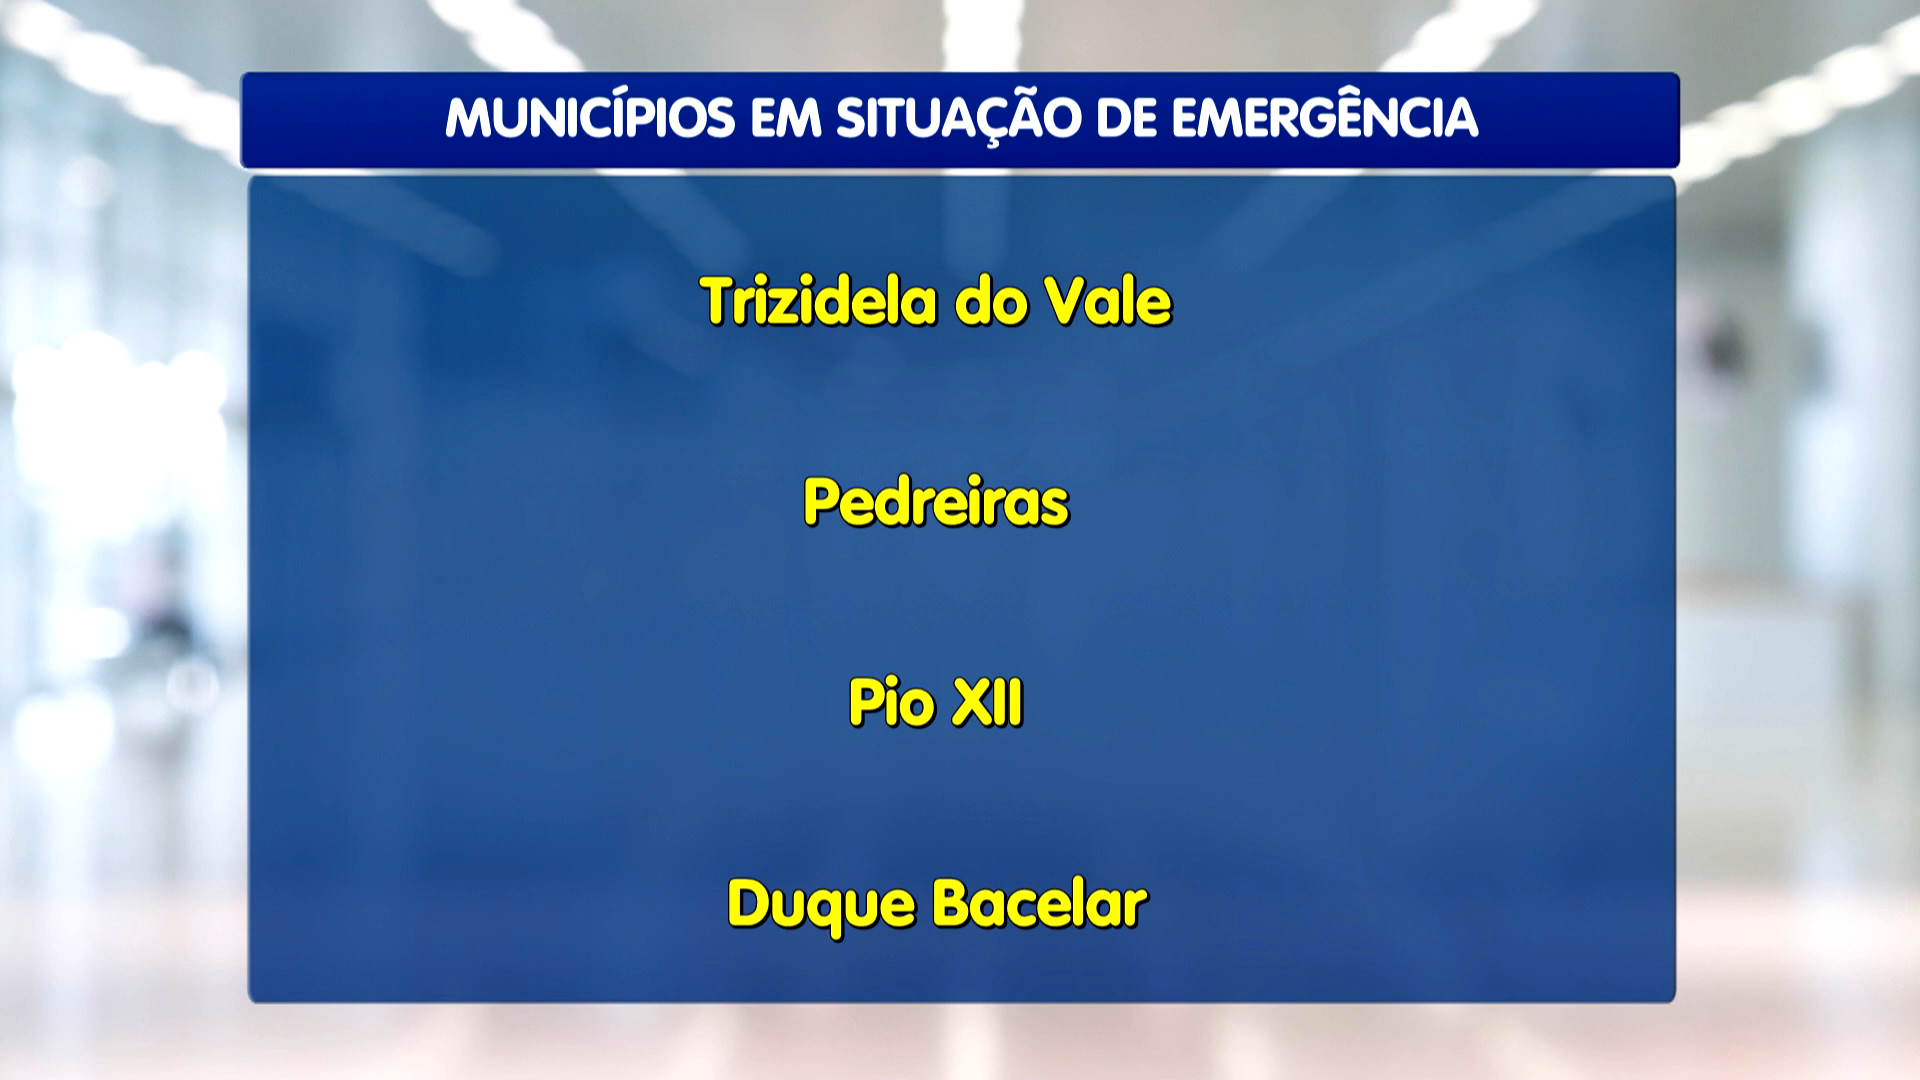 MUNICÍPIOS EM SITUAÇÃO DE EMERGÊNCIA
Trizidela do Vale
Pedreiras
Pio XII
Duque Bacelar